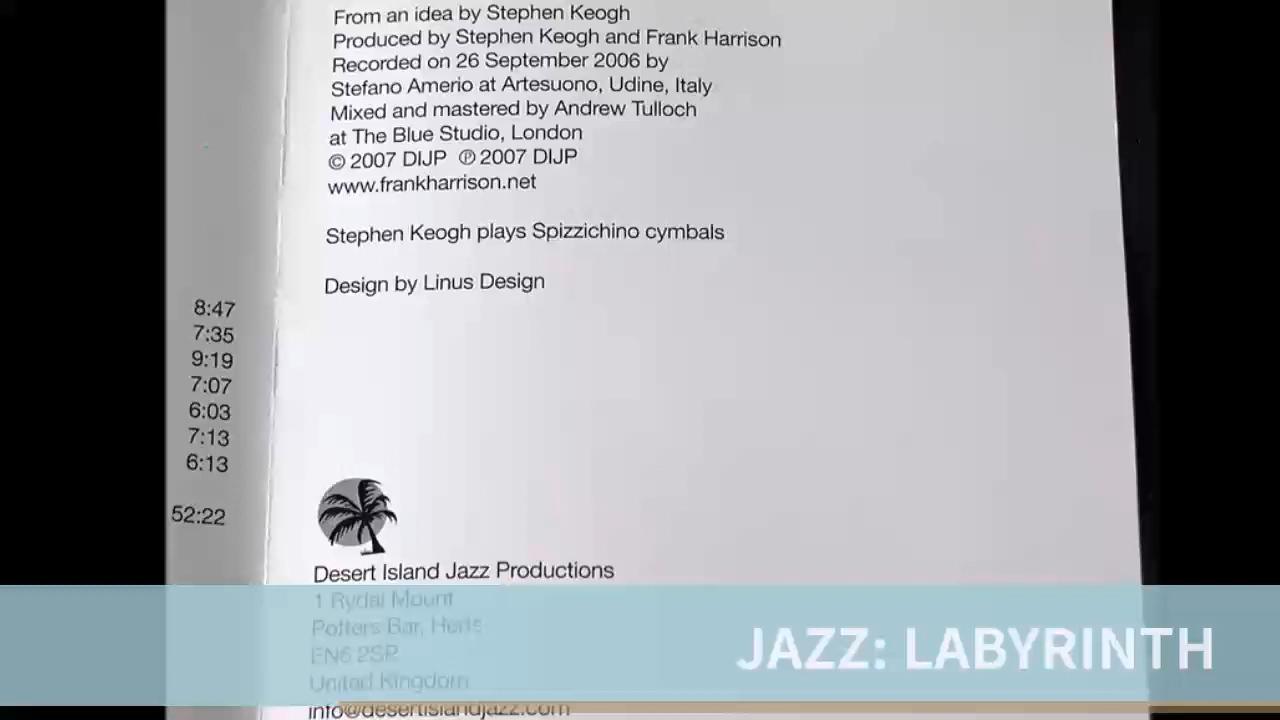 From an idea by Stephen Keogh
Produced by Stephen Keogh and Frank Harrison
Recorded on 26 September 2006 by
Stefano Amerio at Artesuono, Udine, Italy
Mixed and mastered by Andrew Tulloch
at The Blue Studio, London
© 2007 DIJP ℗ 2007 DIJP
www.frankharrison.net
Stephen Keogh plays Spizzichino cymbals
Design by Linus Design
8:47
7:35
9:19
7:07
6:03
7:13
6:13
52:22
Desert Island Jazz Productions
1 Rydal Mount
Potters Bar, Herts
EN6 2SR
United Kingdom
info@desertislandjazz.com
JAZZ: LABYRINTH